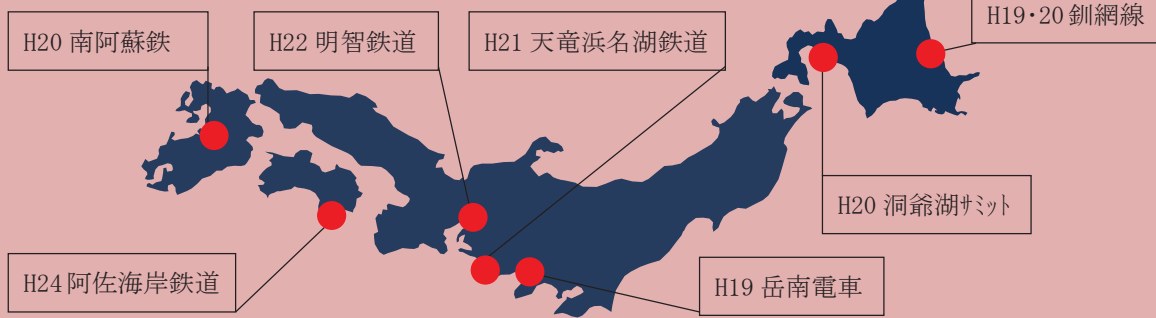 H20 南阿蘇鉄
H22 明智鉄道
H21 天竜浜名湖鉄道
H19・20 釧網線
H20 洞爺湖ｻﾐｯﾄ
H24 阿佐海岸鉄道
H19 岳南電車